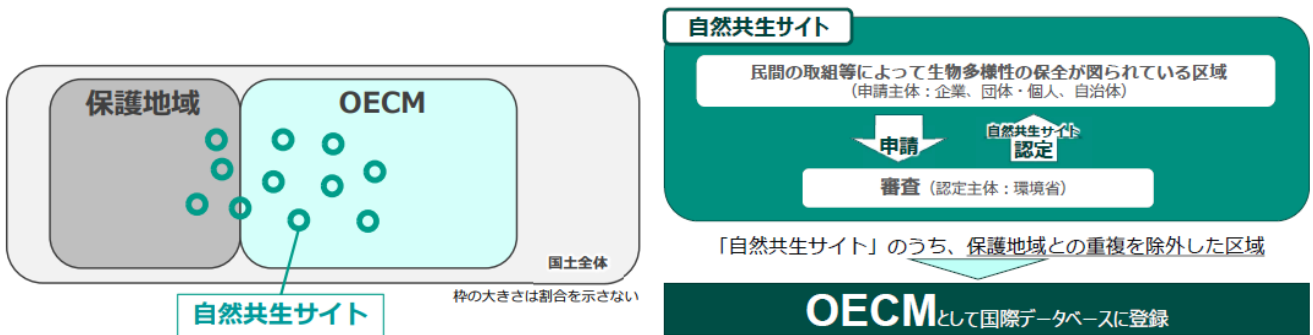 保護地域
OECM
国土全体
枠の大きさは割合を示さない
自然共生サイト
自然共生サイト
民間の取組等によって生物多様性の保全が図られている区域
（申請主体：企業、団体・個人、自治体）
申請
自然共生サイト
認定
審査（認定主体：環境省）
「自然共生サイト」のうち、保護地域との重複を除外した区域
OECMとして国際データベースに登録